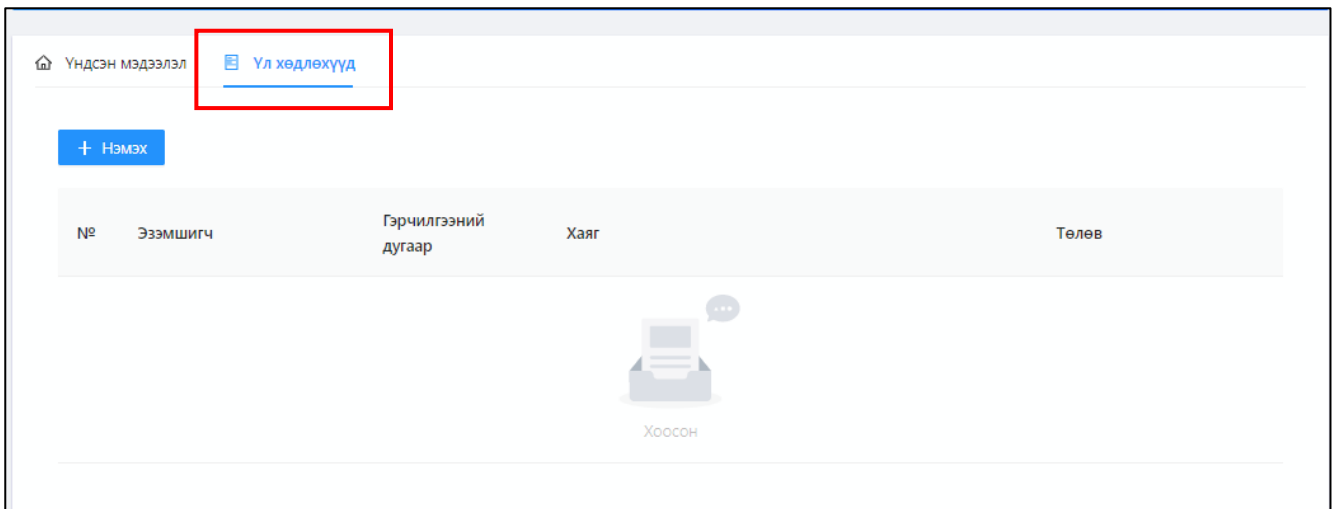 Үндсэн мэдээлэл Үл хөдлөхүүд
+ Нэмэх
№ Эзэмшигч Гэрчилгээний дугаар Хаяг Төлөв
Хоосон